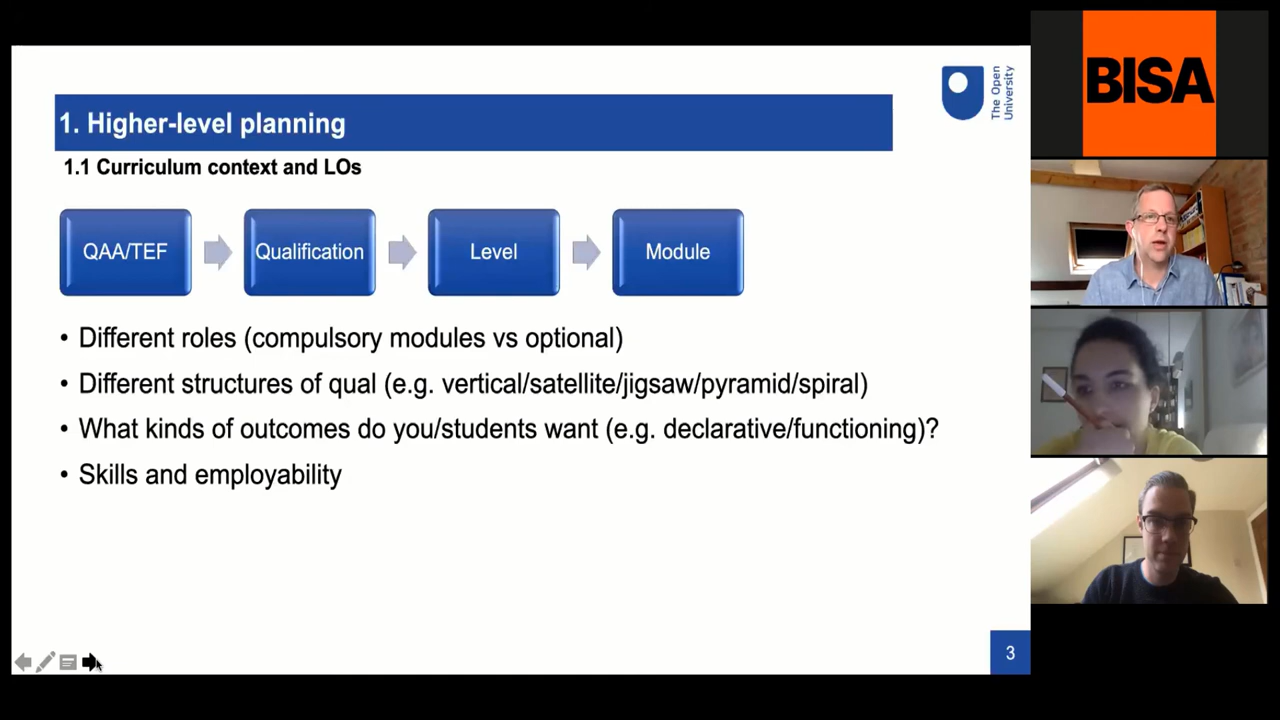 1. Higher-level planning
The Open
University
1.1 Curriculum context and LOs
QAA/TEF
Qualification
Level
Module
• Different roles (compulsory modules vs optional)
• Different structures of qual (e.g. vertical/satellite/jigsaw/pyramid/spiral)
• What kinds of outcomes do you/students want (e.g. declarative/functioning)?
• Skills and employability
3
BISA